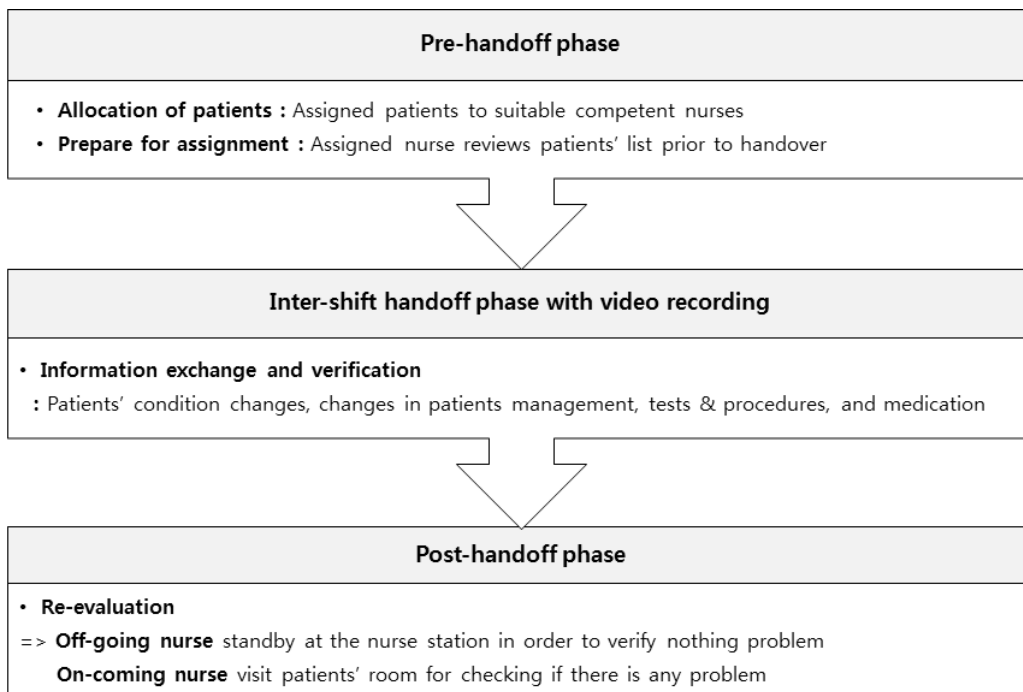 Pre-handoff phase
• Allocation of patients : Assigned patients to suitable competent nurses
• Prepare for assignment : Assigned nurse reviews patients' list prior to handover
Inter-shift handoff phase with video recording
• Information exchange and verification
: Patients' condition changes, changes in patients management, tests & procedures, and medication
Post-handoff phase
• Re-evaluation
=> Off-going nurse standby at the nurse station in order to verify nothing problem
On-coming nurse visit patients' room for checking if there is any problem